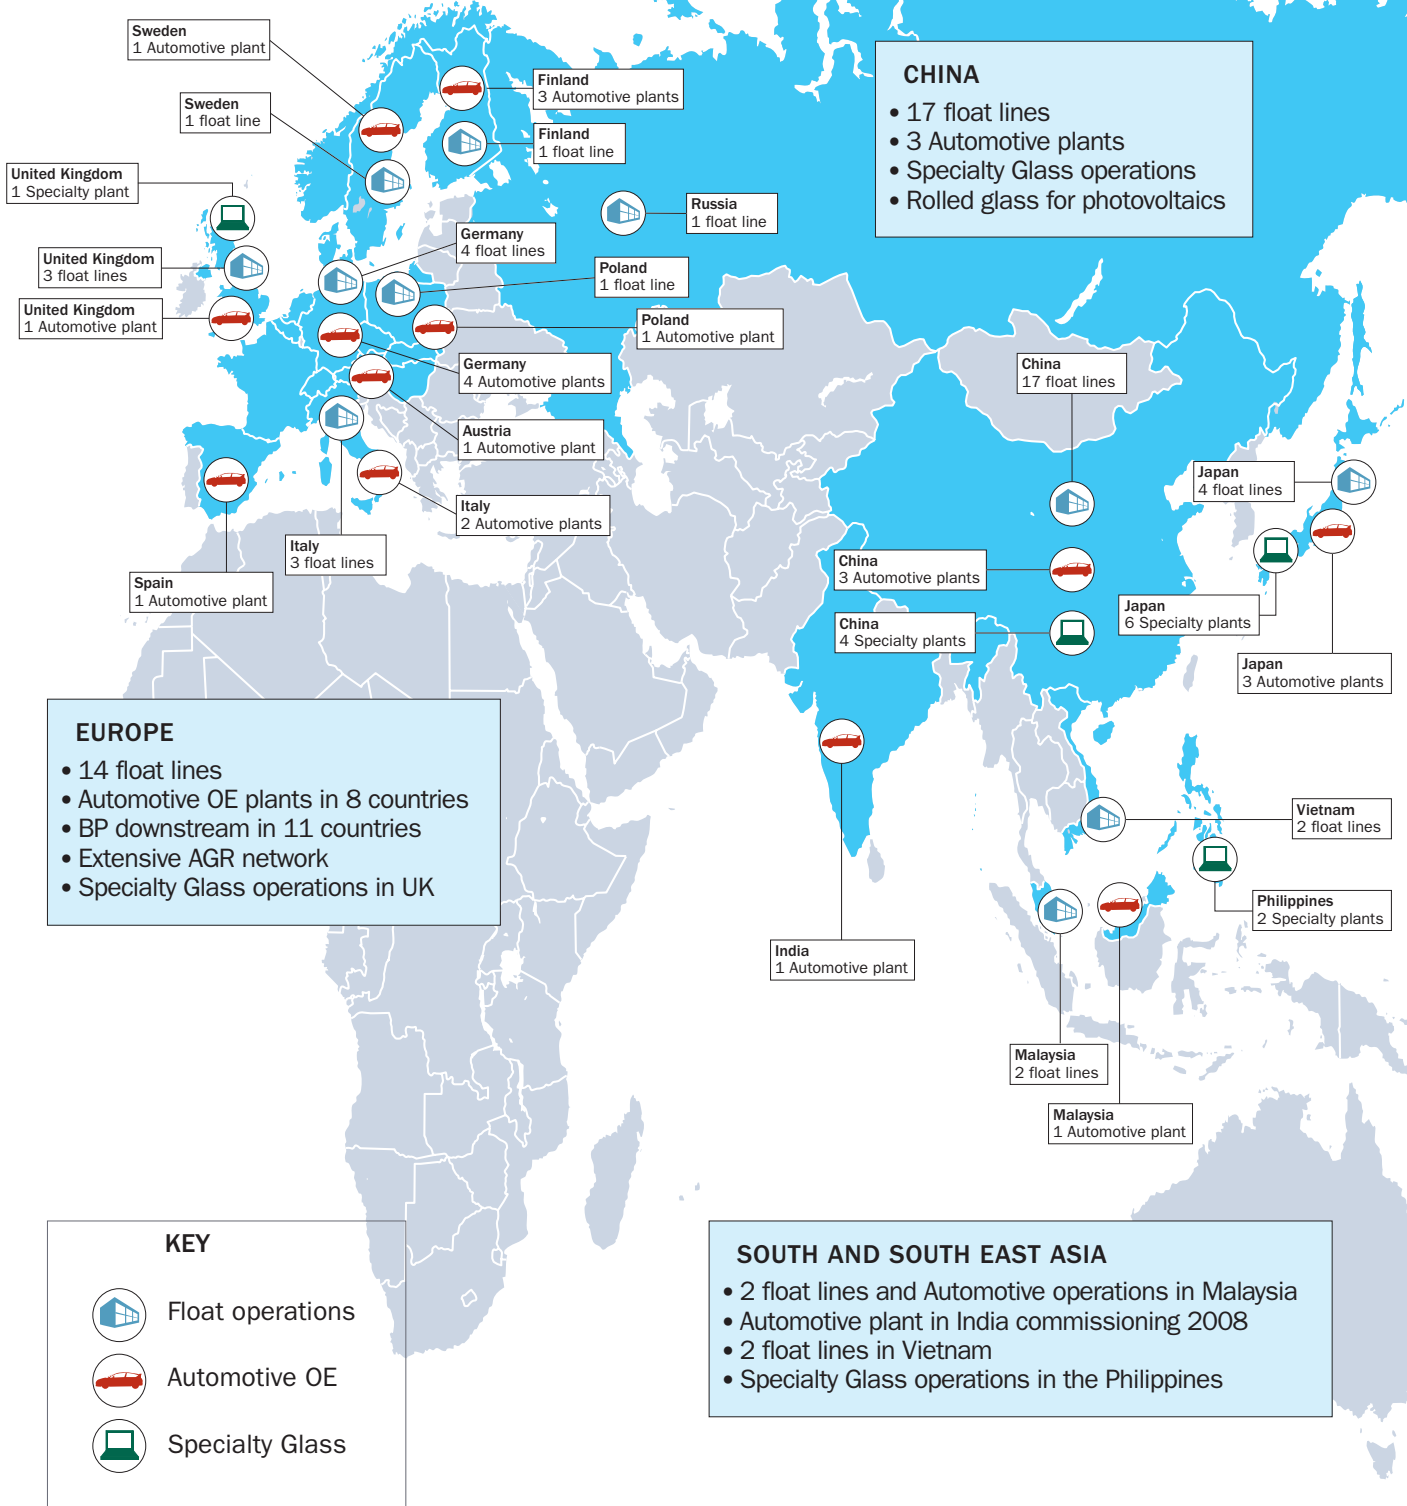 Sweden
1 Automotive plant
Sweden
1 float line
United Kingdom
1 Specialty plant
United Kingdom
3 float lines
United Kingdom
1 Automotive plant
Finland
3 Automotive plants
Finland
1 float line
Russia
1 float line
Germany
4 float lines
Poland
1 float line
Poland
1 Automotive plant
Germany
4 Automotive plants
Austria
1 Automotive plant
Italy
2 Automotive plants
Italy
3 float lines
Spain
1 Automotive plant
CHINA
• 17 float lines
• 3 Automotive plants
• Specialty Glass operations
• Rolled glass for photovoltaics
China
17 float lines
China
3 Automotive plants
China
4 Specialty plants
Japan
4 float lines
Japan
6 Specialty plants
Japan
3 Automotive plants
EUROPE
• 14 float lines
• Automotive OE plants in 8 countries
• BP downstream in 11 countries
• Extensive AGR network
• Specialty Glass operations in UK
Vietnam
2 float lines
Philippines
2 Specialty plants
India
1 Automotive plant
Malaysia
2 float lines
Malaysia
1 Automotive plant
KEY
Float operations
Automotive OE
Specialty Glass
SOUTH AND SOUTH EAST ASIA
• 2 float lines and Automotive operations in Malaysia
• Automotive plant in India commissioning 2008
• 2 float lines in Vietnam
• Specialty Glass operations in the Philippines